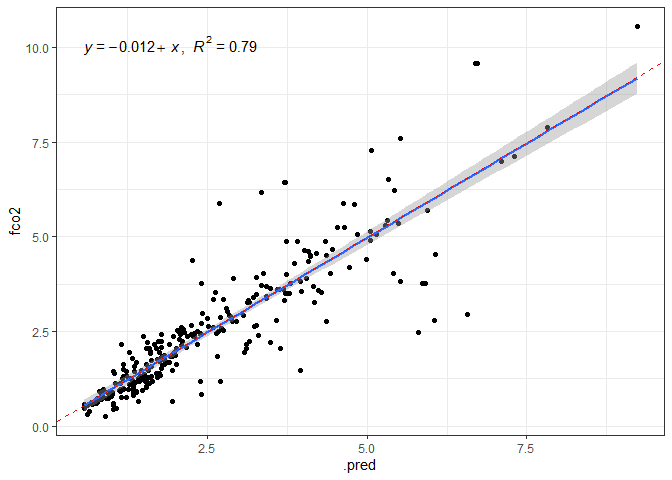 y = −0.012 + x , R² = 0.79
10.0
7.5
5.0
2.5
0.0
fco2
2.5 5.0 7.5
.pred